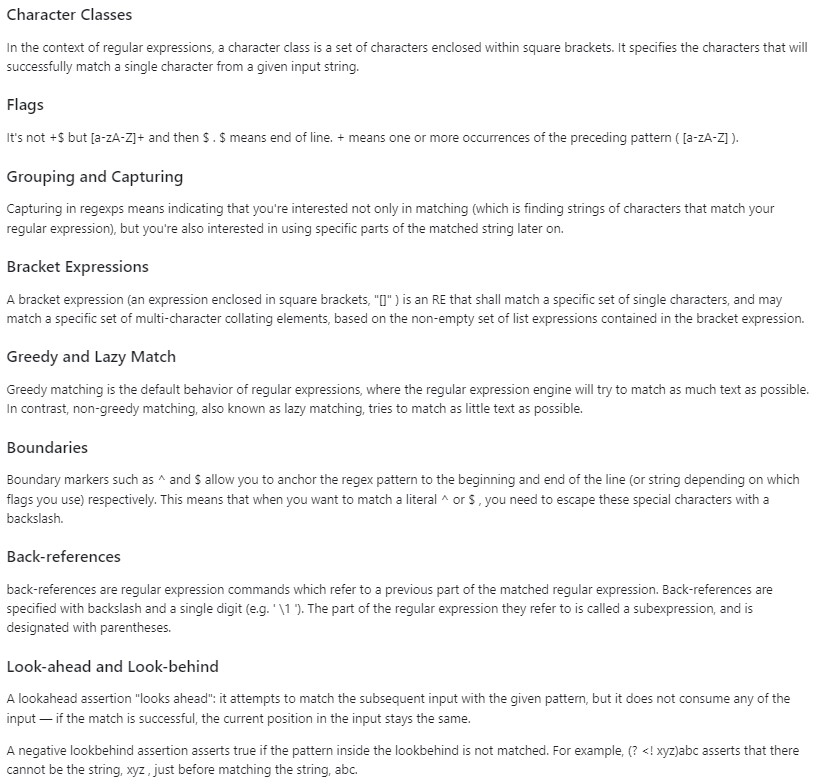 Character Classes
In the context of regular expressions, a character class is a set of characters enclosed within square brackets. It specifies the characters that will
successfully match a single character from a given input string.
Flags
It's not +$ but [a-zA-Z]+ and then $ . $ means end of line. + means one or more occurrences of the preceding pattern ( [a-zA-Z] ).
Grouping and Capturing
Capturing in regexps means indicating that you're interested not only in matching (which is finding strings of characters that match your
regular expression), but you're also interested in using specific parts of the matched string later on.
Bracket Expressions
A bracket expression (an expression enclosed in square brackets, "[]" ) is an RE that shall match a specific set of single characters, and may
match a specific set of multi-character collating elements, based on the non-empty set of list expressions contained in the bracket expression.
Greedy and Lazy Match
Greedy matching is the default behavior of regular expressions, where the regular expression engine will try to match as much text as possible.
In contrast, non-greedy matching, also known as lazy matching, tries to match as little text as possible.
Boundaries
Boundary markers such as ^ and $ allow you to anchor the regex pattern to the beginning and end of the line (or string depending on which
flags you use) respectively. This means that when you want to match a literal ^ or $ , you need to escape these special characters with a
backslash.
Back-references
back-references are regular expression commands which refer to a previous part of the matched regular expression. Back-references are
specified with backslash and a single digit (e.g. ' \1 '). The part of the regular expression they refer to is called a subexpression, and is
designated with parentheses.
Look-ahead and Look-behind
A lookahead assertion "looks ahead": it attempts to match the subsequent input with the given pattern, but it does not consume any of the
input — if the match is successful, the current position in the input stays the same.
A negative lookbehind assertion asserts true if the pattern inside the lookbehind is not matched. For example, (? <! xyz)abc asserts that there
cannot be the string, xyz , just before matching the string, abc.